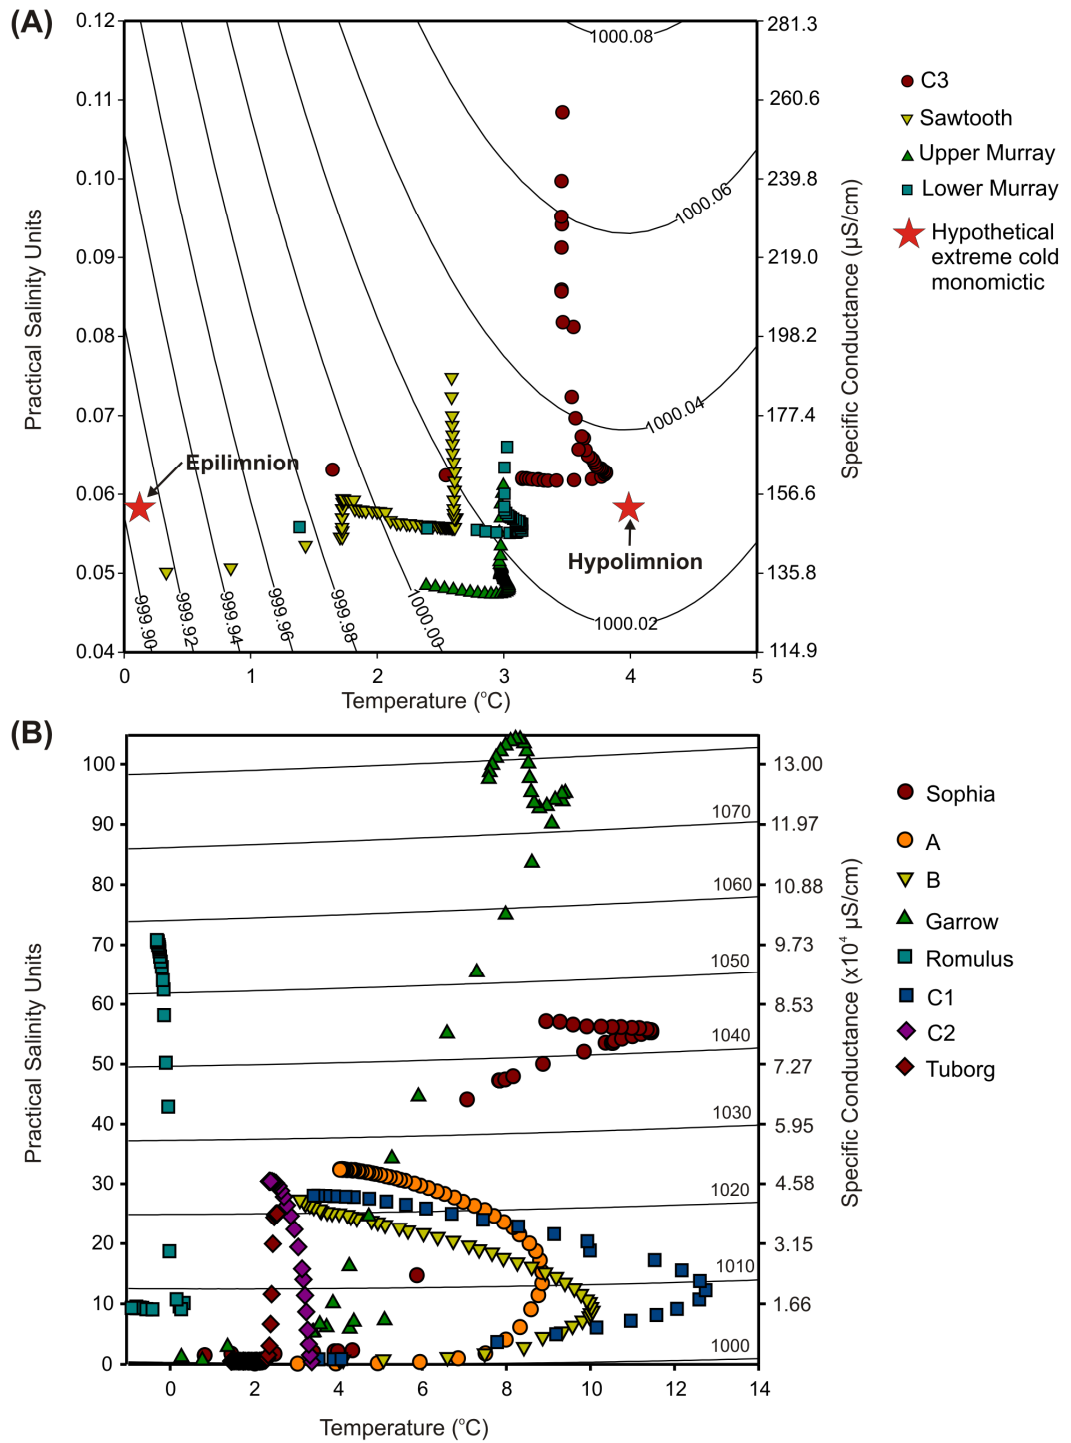 (A)
0.12
0.11
0.10
0.09
0.08
0.07
0.06
0.05
0.04
Practical Salinity Units
281.3
260.6
239.8
219.0
198.2
177.4
156.6
135.8
114.9
Specific Conductance (µS/cm)
1000.08
1000.06
1000.04
1000.02
1000.00
999.98
999.96
999.94
999.92
999.90
Epilimnion
Hypolimnion
0 1 2 3 4 5
Temperature (°C)
C3
Sawtooth
Upper Murray
Lower Murray
Hypothetical
extreme cold
monomictic
(B)
100
90
80
70
60
50
40
30
20
10
0
Practical Salinity Units
13.00
11.97
10.88
9.73
8.53
7.27
5.95
4.58
3.15
1.66
Specific Conductance (x10⁴ µS/cm)
1070
1060
1050
1040
1030
1020
1010
1000
0 2 4 6 8 10 12 14
Temperature (°C)
Sophia
A
B
Garrow
Romulus
C1
C2
Tuborg